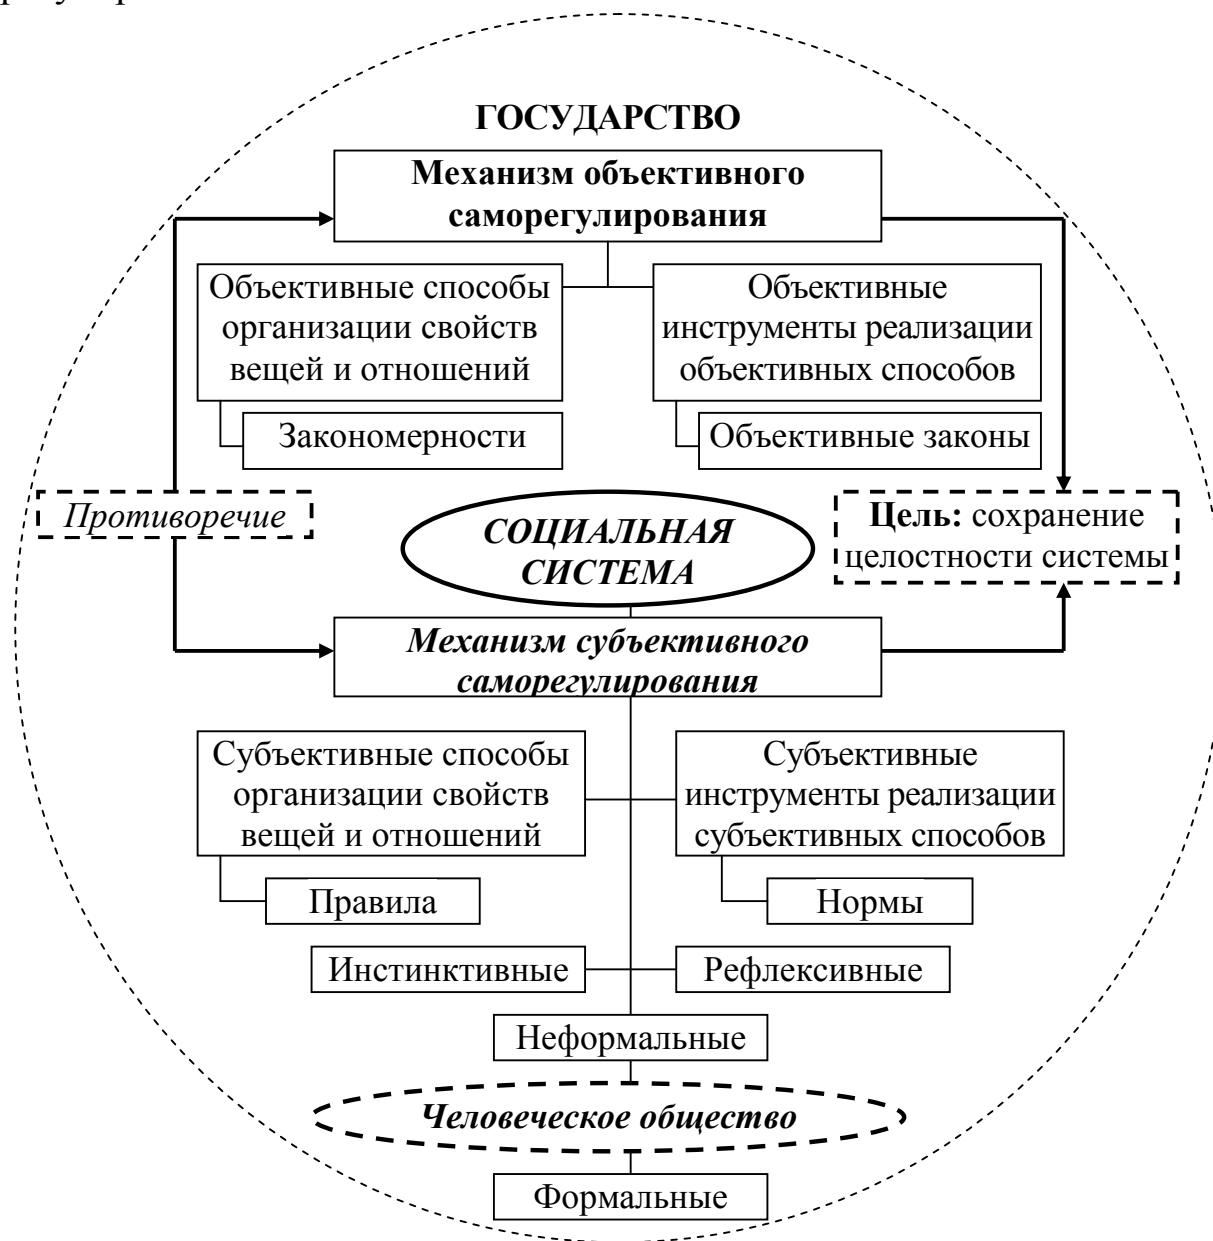 ГОСУДАРСТВО
Механизм объективного
саморегулирования
Объективные способы
организации свойств
вещей и отношений
Объективные
инструменты реализации
объективных способов
Закономерности
Объективные законы
Противоречие
СОЦИАЛЬНАЯ
СИСТЕМА
Цель: сохранение
целостности системы
Механизм субъективного
саморегулирования
Субъективные способы
организации свойств
вещей и отношений
Субъективные
инструменты реализации
субъективных способов
Правила
Нормы
Инстинктивные
Рефлексивные
Неформальные
Человеческое общество
Формальные